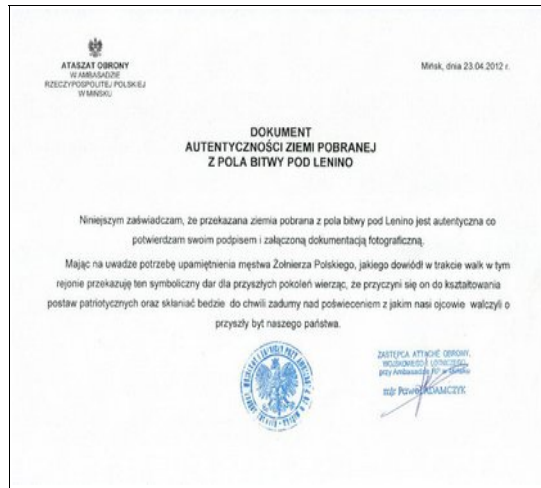 ATASZAT OBRONY
W AMBASADZIE
RZECZYPOSPOLITEJ POLSKIEJ
W MIŃSKU
Mińsk, dnia 23.04.2012 r.
DOKUMENT
AUTENTYCZNOŚCI ZIEMI POBRANEJ
Z POLA BITWY POD LENINO
Niniejszym zaświadczam, że przekazana ziemia pobrana z pola bitwy pod Lenino jest autentyczna co
potwierdzam swoim podpisem i załączoną dokumentacją fotograficzną.
Mając na uwadze potrzebę upamiętnienia męstwa Żołnierza Polskiego, jakiego dowiódł w trakcie walk w tym
rejonie przekazuję ten symboliczny dar dla przyszłych pokoleń wierząc, że przyczyni się on do kształtowania
postaw patriotycznych oraz skłaniać bedzie do chwili zadumy nad poświeceniem z jakim nasi ojcowie walczyli o
przyszły byt naszego państwa.
ZASTĘPCA ATTACHÉ OBRONY,
WOJSKOWEGO I LOTNICZEGO
przy Ambasadzie RP w Mińsku
mjr Paweł ADAMCZYK